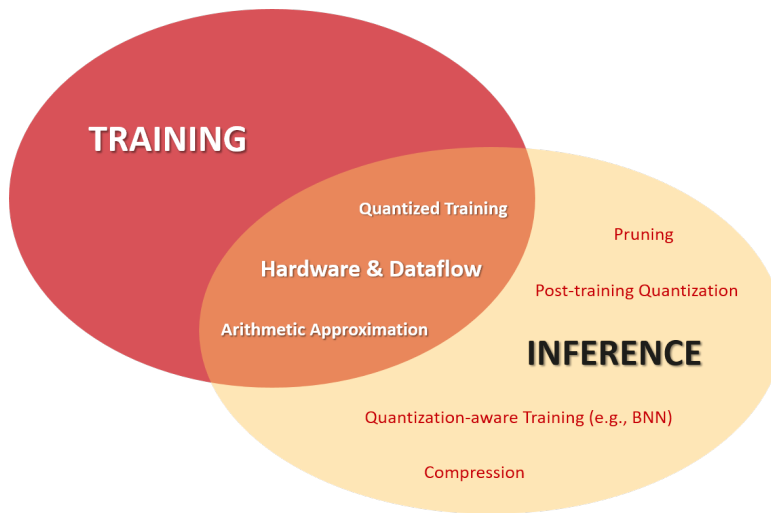 TRAINING
Quantized Training
Pruning
Hardware & Dataflow
Post-training Quantization
Arithmetic Approximation
INFERENCE
Quantization-aware Training (e.g., BNN)
Compression